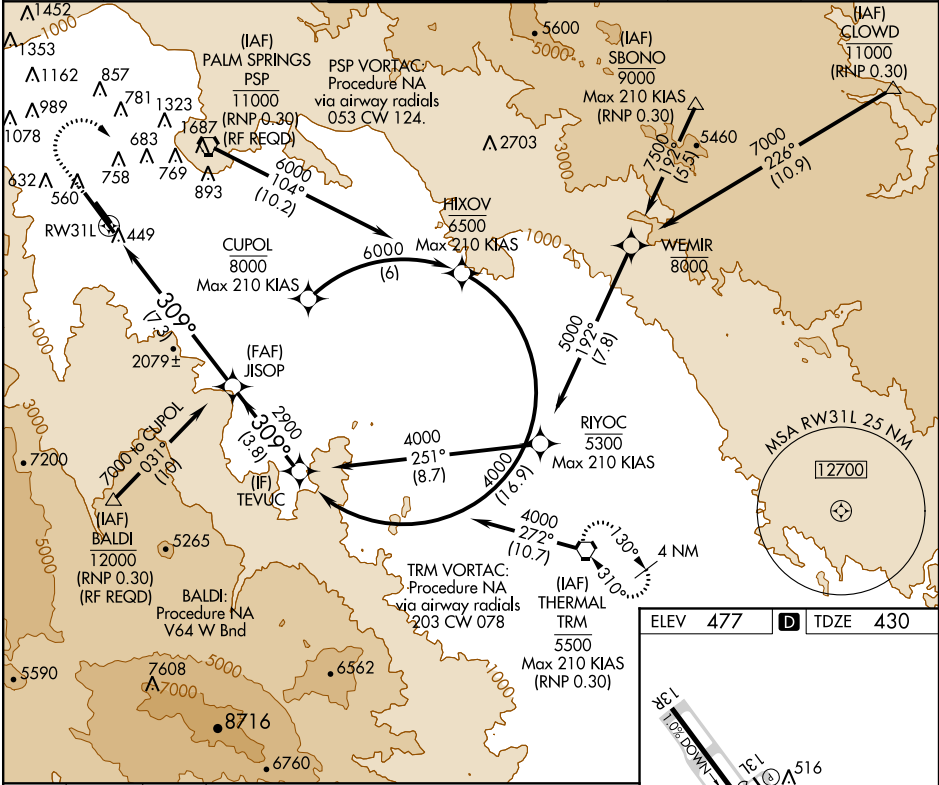 1452
1353
1162
857
989
781
1323
1078
683
1687
632
758
769
893
560
RW31L
449
(IAF)
PALM SPRINGS
PSP
11000
(RNP 0.30)
(RF REQD)
PSP VORTAC:
Procedure NA
via airway radials
053 CW 124.
5600
5000
(IAF)
SBONO
9000
Max 210 KIAS
(RNP 0.30)
(IAF)
CLOWD
11000
(RNP 0.30)
1000
2703
3000
5460
7500
192°
(5.5)
7000
226°
(10.9)
6000
104°
(10.2)
HIXOV
6500
Max 210 KIAS
1000
WEMIR
8000
CUPOL
8000
Max 210 KIAS
6000
(6)
5000
192°
(7.8)
309°
(7.3)
2079±
1000
(FAF)
JISOP
2900
309°
(3.8)
(IF)
TEVUC
4000
251°
(8.7)
4000
(16.9)
RIYOC
5300
Max 210 KIAS
MSA RW31L 25 NM
12700
3000
7200
5000
7000 to CUPOL
031°
(10)
(IAF)
BALDI
12000
(RNP 0.30)
(RF REQD)
5265
BALDI:
Procedure NA
V64 W Bnd
4000
272°
(10.7)
130°
310°
4 NM
TRM VORTAC:
Procedure NA
via airway radials
203 CW 078
(IAF)
THERMAL
TRM
5500
Max 210 KIAS
(RNP 0.30)
5590
7608
7000
5000
6562
8716
6760
1000
ELEV 477
D
TDZE 430
13R
1.0% DOWN
13L
P
516